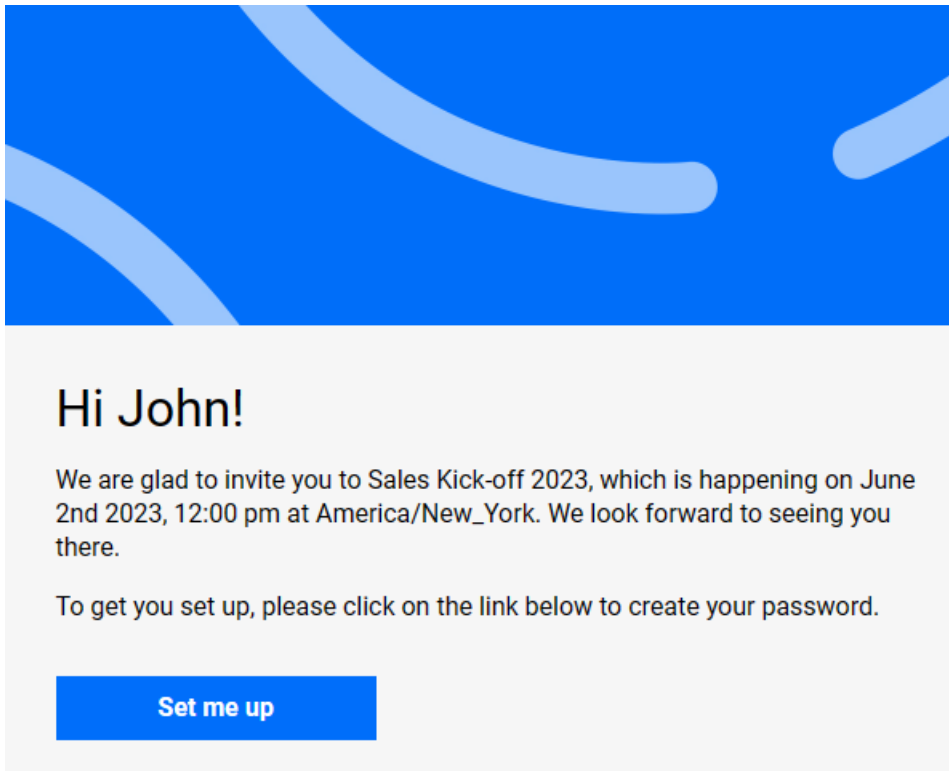 Hi John!
We are glad to invite you to Sales Kick-off 2023, which is happening on June
2nd 2023, 12:00 pm at America/New_York. We look forward to seeing you
there.
To get you set up, please click on the link below to create your password.
Set me up